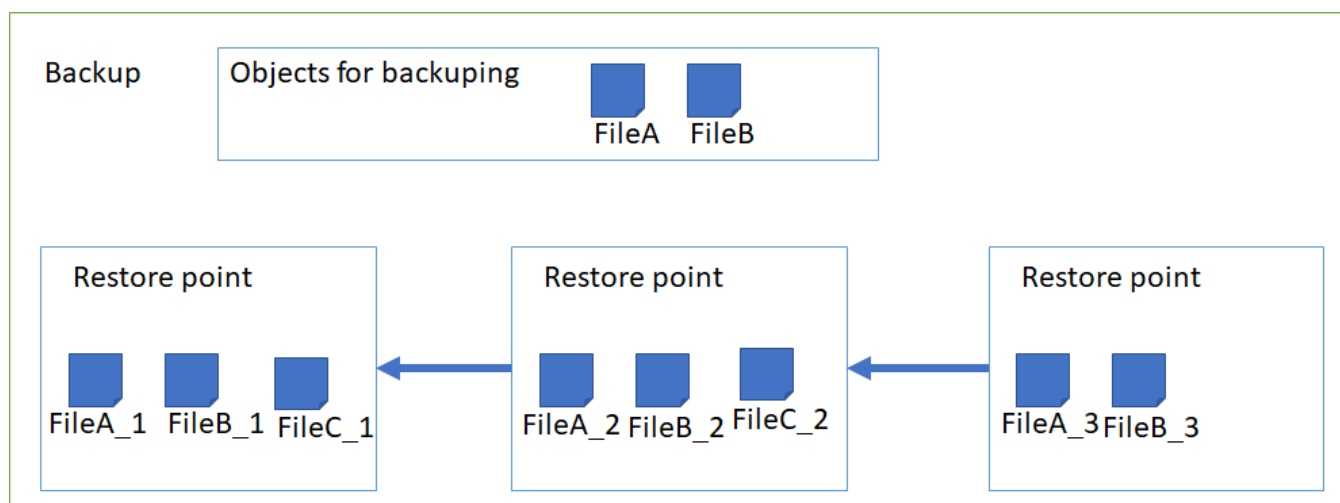 Backup
Objects for backuping
FileA
FileB
Restore point
FileA_1
FileB_1
FileC_1
Restore point
FileA_2
FileB_2
FileC_2
Restore point
FileA_3
FileB_3